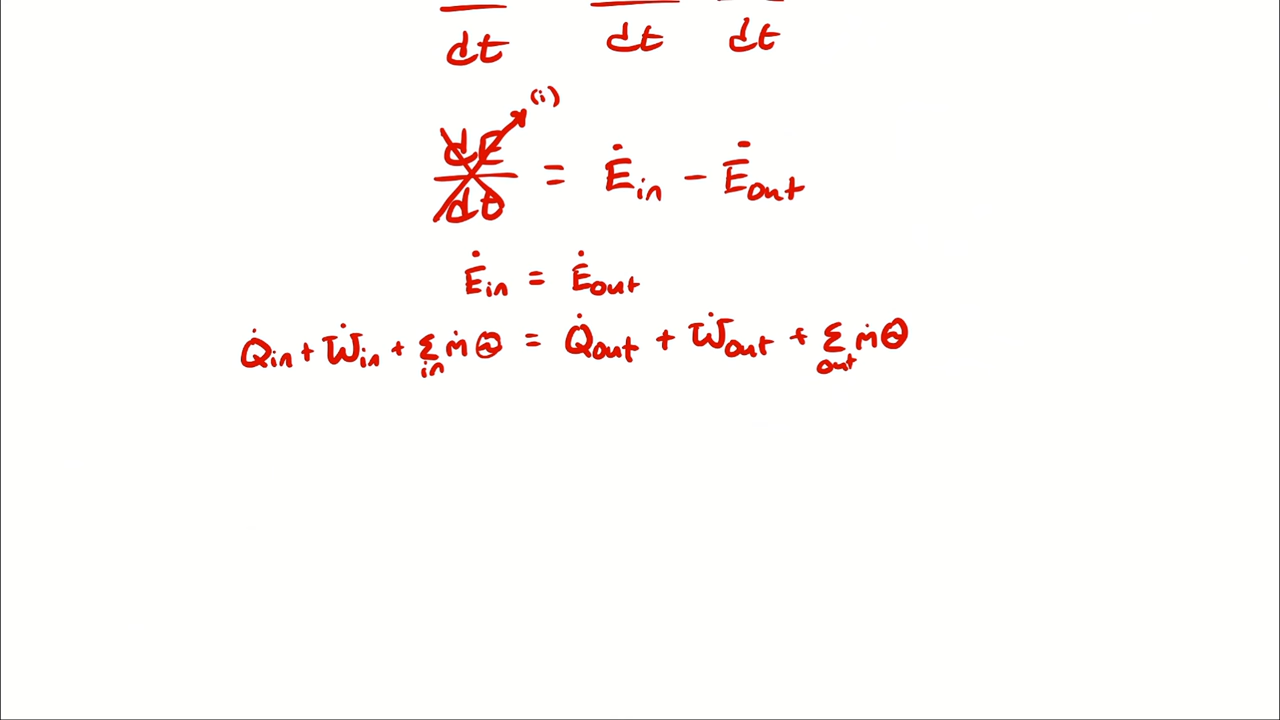 dt dt dt
(i)
dE/dt = Ėin - Ėout
Ėin = Ėout
Q̇in + Ẇin + Σin ṁΘ = Q̇out + Ẇout + Σout ṁΘ